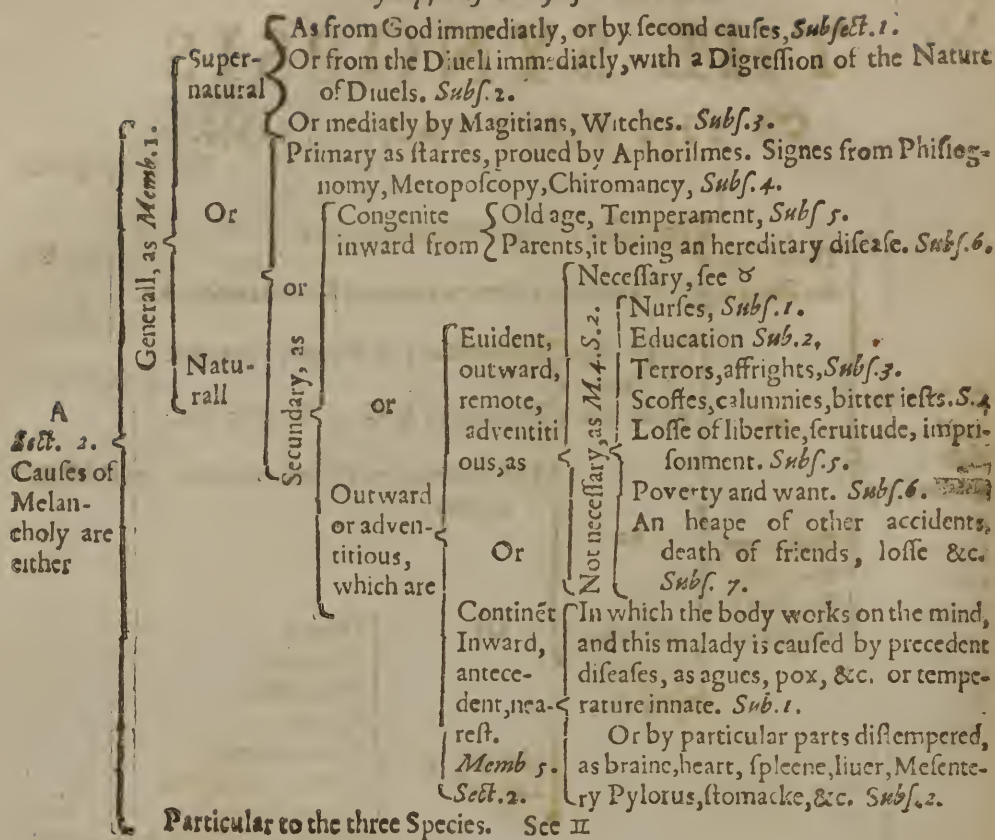 As from God immediatly, or by second causes, Subsect. 1.
Or from the Diuell immediatly, with a Digression of the Nature
of Diuels. Subs. 2.
Or mediatly by Magitians, Witches. Subs. 3.
Super-
natural
Or
Natu-
rall
Generall, as Memb. 1.
A
Sect. 2.
Causes of
Melan-
choly are
either
Primary as starres, proued by Aphorismes. Signes from Phisiog-
nomy, Metoposcopy, Chiromancy, Subs. 4.
or
Secundary, as
Congenite
inward from
Old age, Temperament, Subs 5.
Parents, it being an hereditary disease. Subs. 6.
or
Outward
or adven-
titious,
which are
Euident,
outward,
remote,
adventiti
ous, as
Necessary, see ♉
Or
Not necessary, as M. 4. S. 2.
Nurses, Subs. 1.
Education Sub. 2,
Terrors, affrights, Subs. 3.
Scoffes, calumnies, bitter iests. S. 4
Losse of libertie, seruitude, impri-
sonment. Subs. 5.
Poverty and want. Subs. 6.
An heape of other accidents,
death of friends, losse &c.
Subs. 7.
Continēt
Inward,
antece-
dent, nea-
rest.
Memb 5.
Sect. 2.
In which the body works on the mind,
and this malady is caused by precedent
diseases, as agues, pox, &c. or tempe-
rature innate. Sub. 1.
Or by particular parts distempered,
as braine, heart, spleene, liuer, Mesente-
ry Pylorus, stomacke, &c. Subs. 2.
Particular to the three Species. See ♊